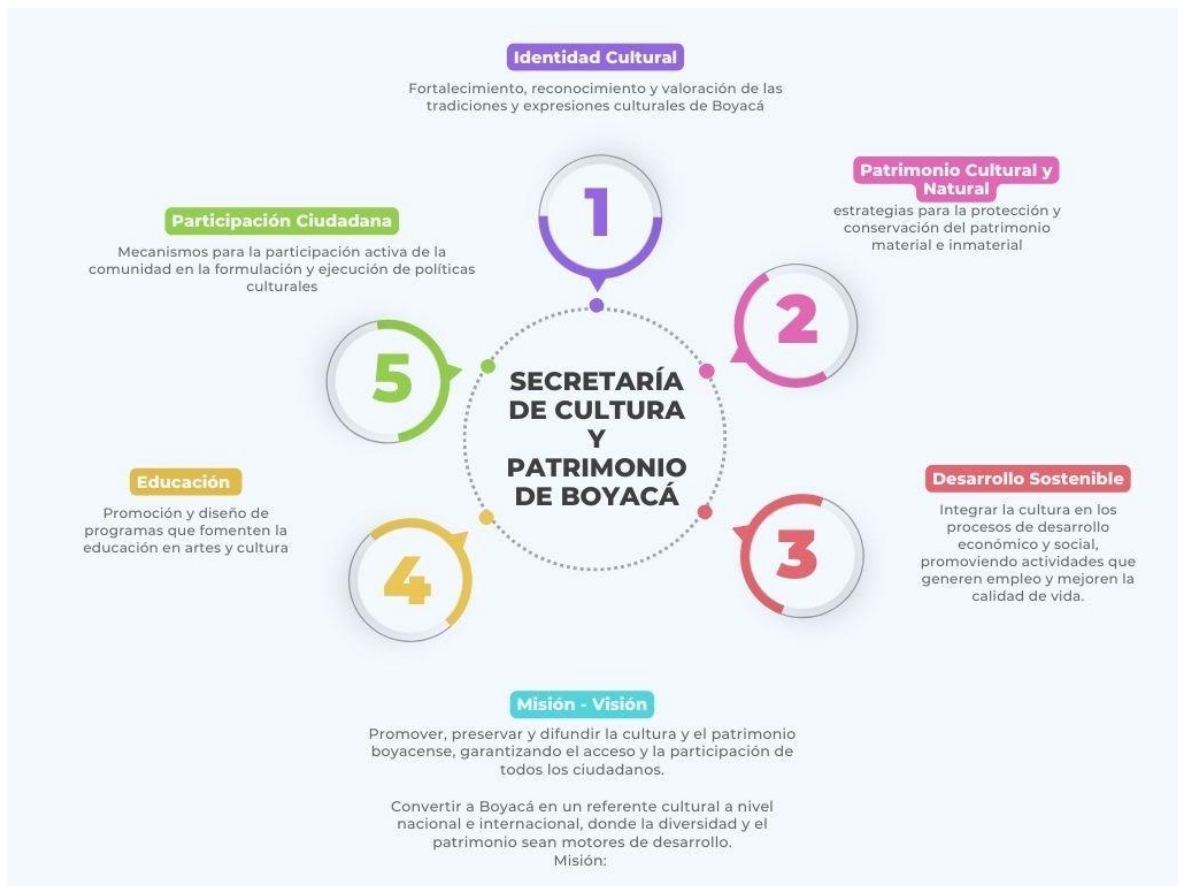 Identidad Cultural
Fortalecimiento, reconocimiento y valoración de las
tradiciones y expresiones culturales de Boyacá
1
Patrimonio Cultural y
Natural
estrategias para la protección y
conservación del patrimonio
material e inmaterial
2
Desarrollo Sostenible
Integrar la cultura en los
procesos de desarrollo
económico y social,
promoviendo actividades que
generen empleo y mejoren la
calidad de vida.
3
Educación
Promoción y diseño de
programas que fomenten la
educación en artes y cultura
4
Participación Ciudadana
Mecanismos para la participación activa de la
comunidad en la formulación y ejecución de políticas
culturales
5
SECRETARÍA
DE CULTURA
Y
PATRIMONIO
DE BOYACÁ
Misión - Visión
Promover, preservar y difundir la cultura y el patrimonio
boyacense, garantizando el acceso y la participación de
todos los ciudadanos.
Convertir a Boyacá en un referente cultural a nivel
nacional e internacional, donde la diversidad y el
patrimonio sean motores de desarrollo.
Misión: